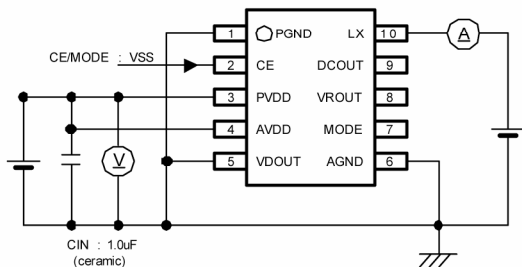 1 PGND LX 10
CE/MODE : VSS
2 CE DCOUT 9
3 PVDD VROUT 8
4 AVDD MODE 7
5 VDOUT AGND 6
A
V
CIN : 1.0uF
(ceramic)